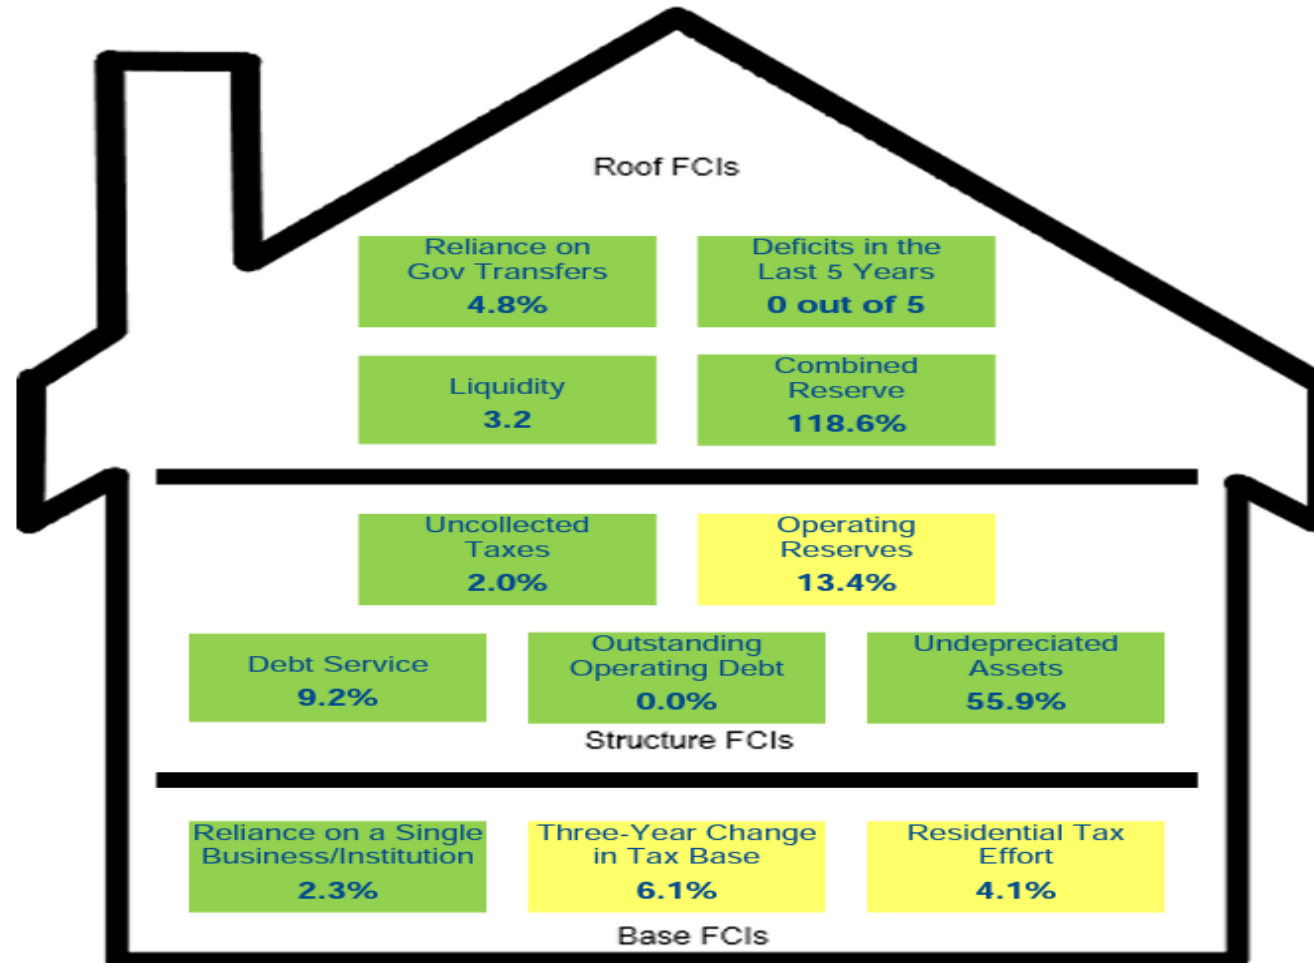 Roof FCIs
Reliance on
Gov Transfers
4.8%
Deficits in the
Last 5 Years
0 out of 5
Liquidity
3.2
Combined
Reserve
118.6%
Uncollected
Taxes
2.0%
Operating
Reserves
13.4%
Debt Service
9.2%
Outstanding
Operating Debt
0.0%
Undepreciated
Assets
55.9%
Structure FCIs
Reliance on a Single
Business/Institution
2.3%
Three-Year Change
in Tax Base
6.1%
Residential Tax
Effort
4.1%
Base FCIs